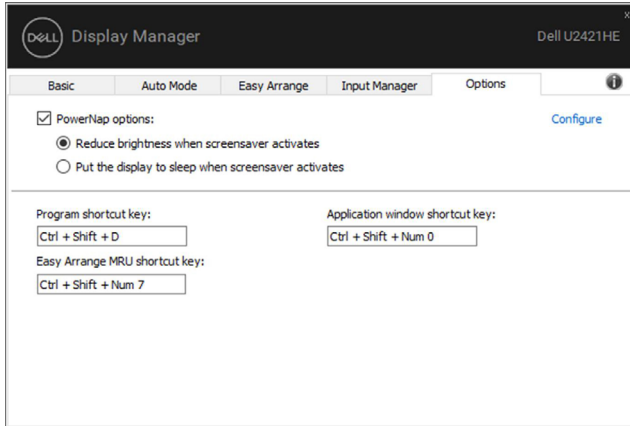 x
DELL Display Manager Dell U2421HE
Basic Auto Mode Easy Arrange Input Manager Options
PowerNap options: Configure
Reduce brightness when screensaver activates
Put the display to sleep when screensaver activates
Program shortcut key: Application window shortcut key:
Ctrl + Shift + D Ctrl + Shift + Num 0
Easy Arrange MRU shortcut key:
Ctrl + Shift + Num 7